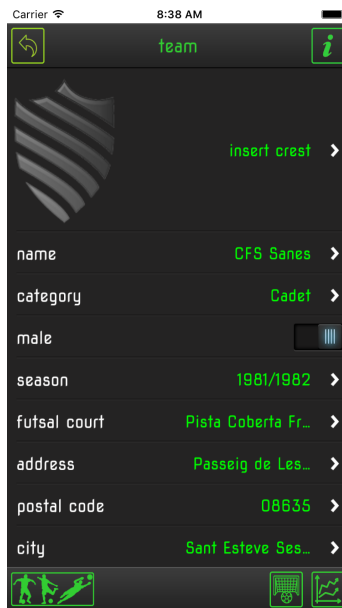 Carrier 8:38 AM
team i
insert crest
name CFS Sanes
category Cadet
male
season 1981/1982
futsal court Pista Coberta Fr...
address Passeig de Les...
postal code 08635
city Sant Esteve Ses...